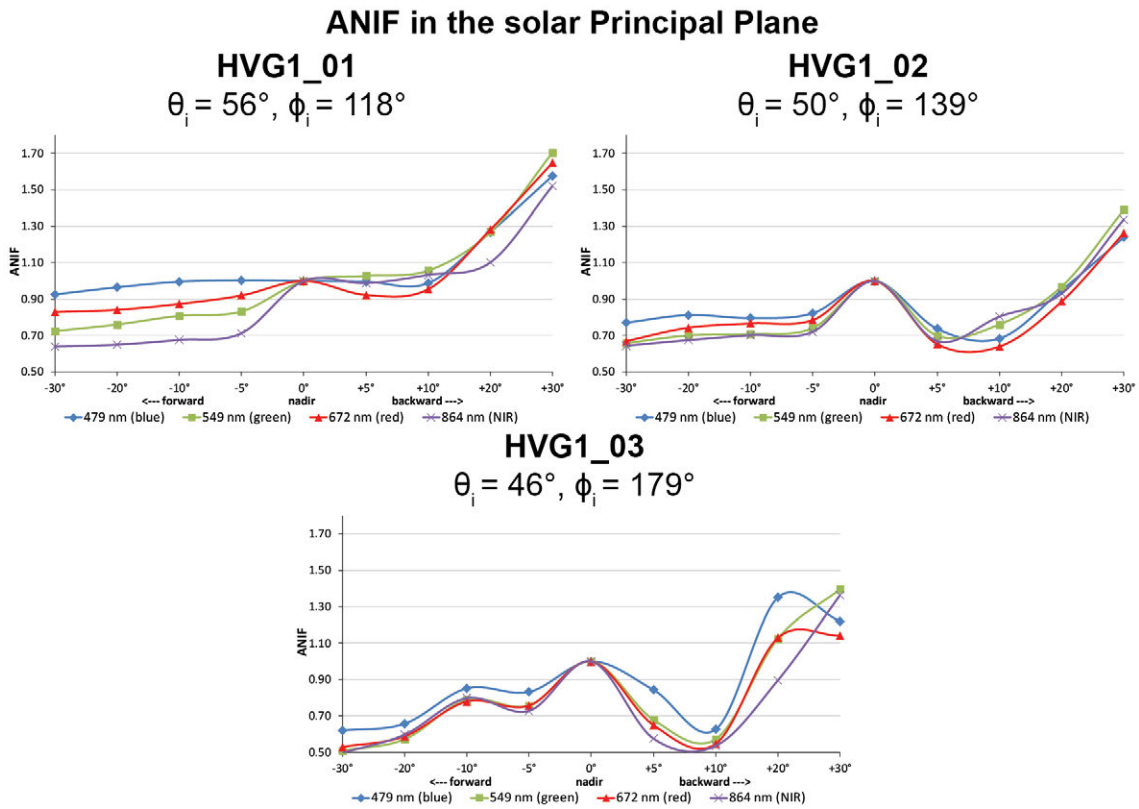 ANIF in the solar Principal Plane
HVG1_01
θi = 56°, ϕi = 118°
1.70
1.50
1.30
1.10
0.90
0.70
0.50
ANIF
-30° -20° -10° -5° 0° +5° +10° +20° +30°
<--- forward nadir backward --->
479 nm (blue) 549 nm (green) 672 nm (red) 864 nm (NIR)
HVG1_02
θi = 50°, ϕi = 139°
1.70
1.50
1.30
1.10
0.90
0.70
0.50
ANIF
-30° -20° -10° -5° 0° +5° +10° +20° +30°
<--- forward nadir backward --->
479 nm (blue) 549 nm (green) 672 nm (red) 864 nm (NIR)
HVG1_03
θi = 46°, ϕi = 179°
1.70
1.50
1.30
1.10
0.90
0.70
0.50
ANIF
-30° -20° -10° -5° 0° +5° +10° +20° +30°
<--- forward nadir backward --->
479 nm (blue) 549 nm (green) 672 nm (red) 864 nm (NIR)